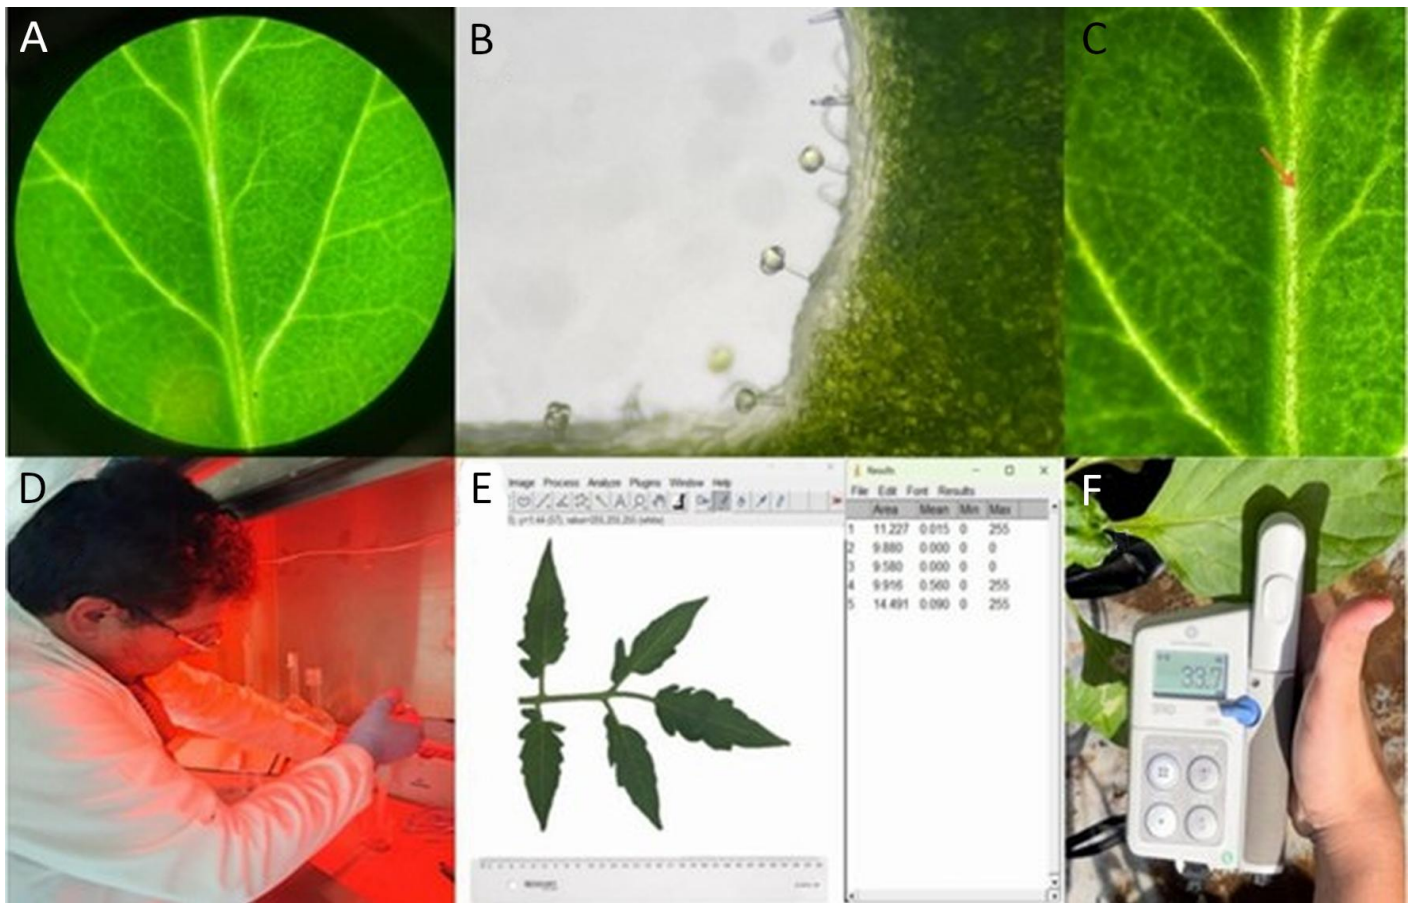 A
B
C
D
E
Image Process Analyze Plugins Window Help
Results
File Edit Font Results
Area Mean Min Max
1 11.227 0.015 0 255
2 9.880 0.000 0 0
3 9.580 0.000 0 0
4 9.916 0.560 0 255
5 14.491 0.090 0 255
F
33.7